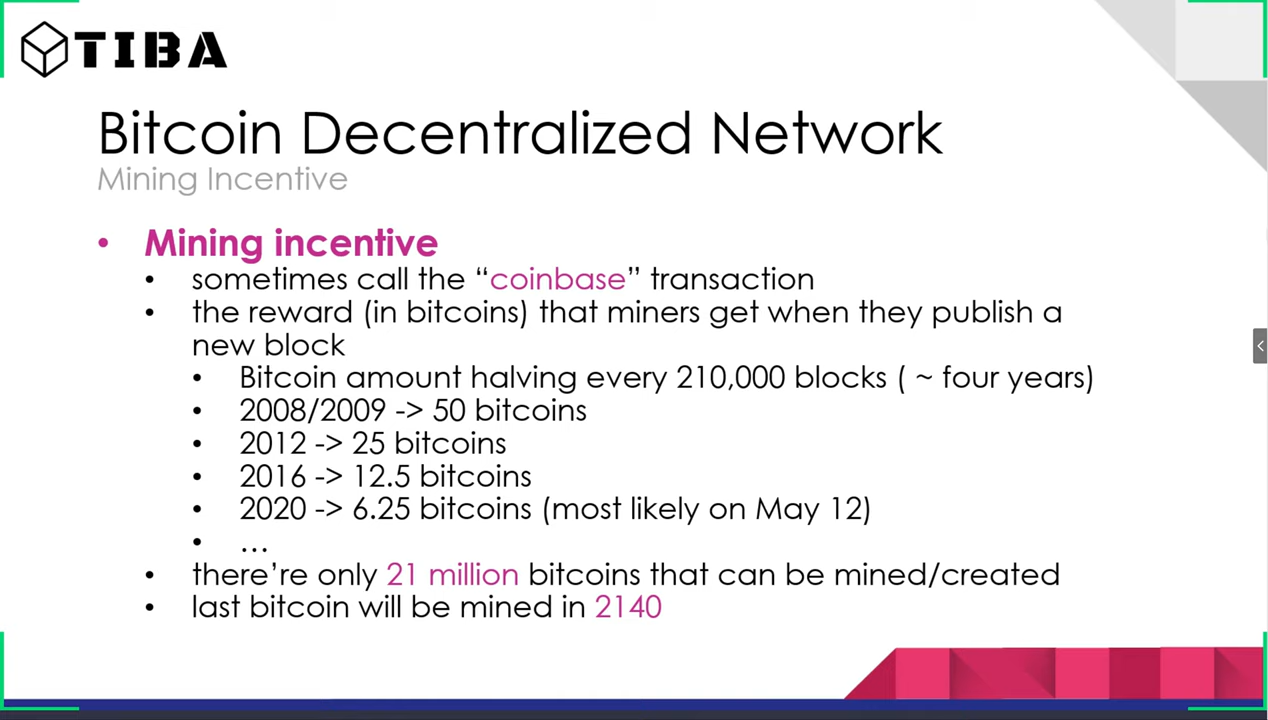 TIBA
Bitcoin Decentralized Network
Mining Incentive
• Mining incentive
• sometimes call the “coinbase” transaction
• the reward (in bitcoins) that miners get when they publish a
new block
• Bitcoin amount halving every 210,000 blocks ( ~ four years)
• 2008/2009 -> 50 bitcoins
• 2012 -> 25 bitcoins
• 2016 -> 12.5 bitcoins
• 2020 -> 6.25 bitcoins (most likely on May 12)
• …
• there’re only 21 million bitcoins that can be mined/created
• last bitcoin will be mined in 2140